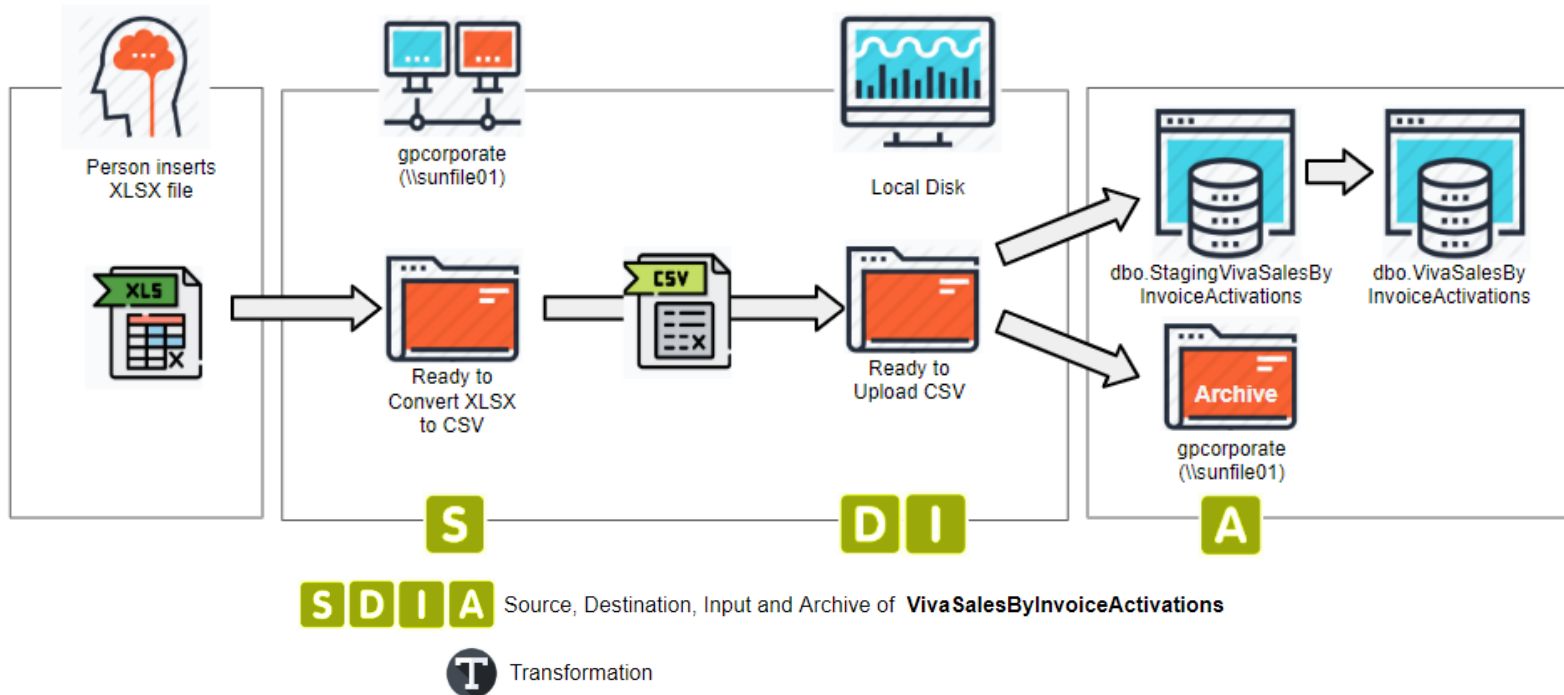 Person inserts
XLSX file
gpcorporate
(\\sunfile01)
Local Disk
XLS
X
Ready to
Convert XLSX
to CSV
CSV
X
Ready to
Upload CSV
dbo.StagingVivaSalesBy
InvoiceActivations
dbo.VivaSalesBy
InvoiceActivations
Archive
gpcorporate
(\\sunfile01)
S
D I
A
S D I A Source, Destination, Input and Archive of VivaSalesByInvoiceActivations
T Transformation